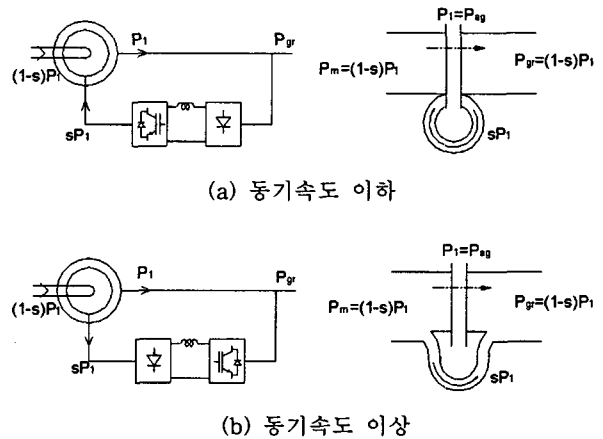 P₁
Pgr
(1-s)P₁
sP₁
P₁=Pag
Pm=(1-s)P₁
Pgr=(1-s)P₁
sP₁
(a) 동기속도 이하
P₁
Pgr
(1-s)P₁
sP₁
P₁=Pag
Pm=(1-s)P₁
Pgr=(1-s)P₁
sP₁
(b) 동기속도 이상